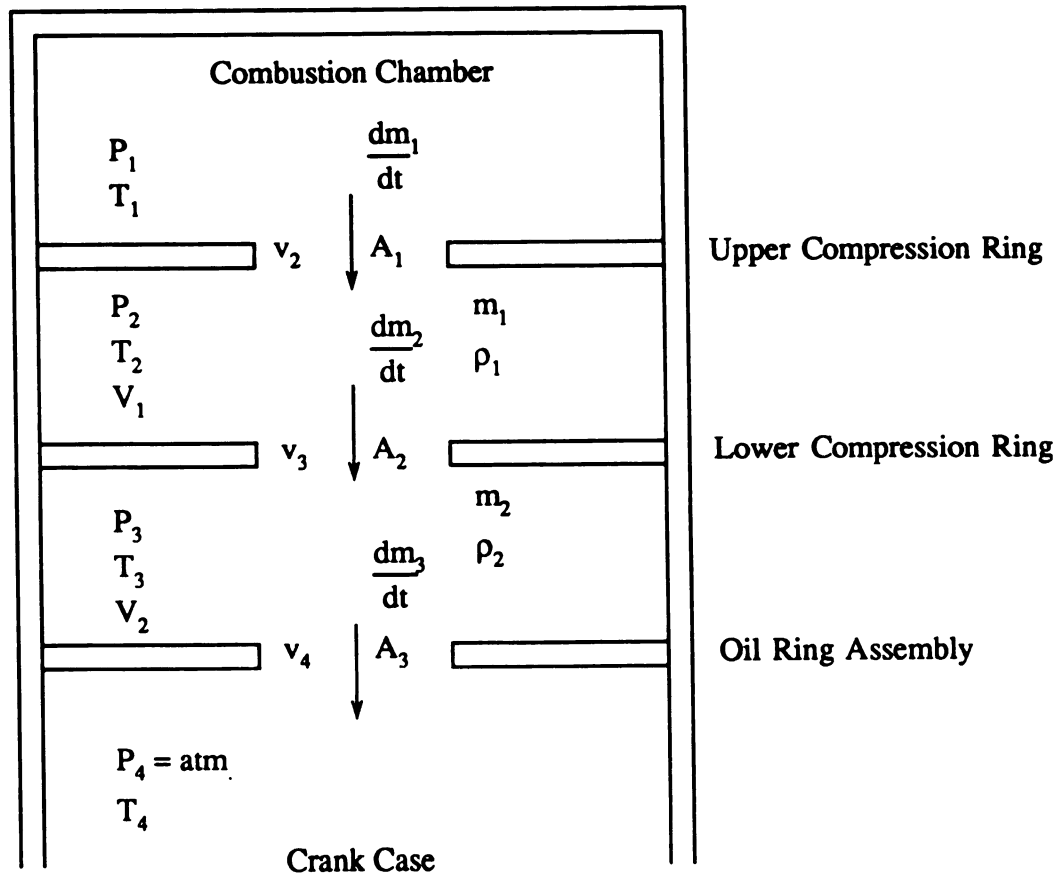 Combustion Chamber
P₁
T₁
dm₁
dt
v₂
A₁
Upper Compression Ring
P₂
T₂
V₁
dm₂
dt
m₁
ρ₁
v₃
A₂
Lower Compression Ring
P₃
T₃
V₂
dm₃
dt
m₂
ρ₂
v₄
A₃
Oil Ring Assembly
P₄ = atm
T₄
Crank Case